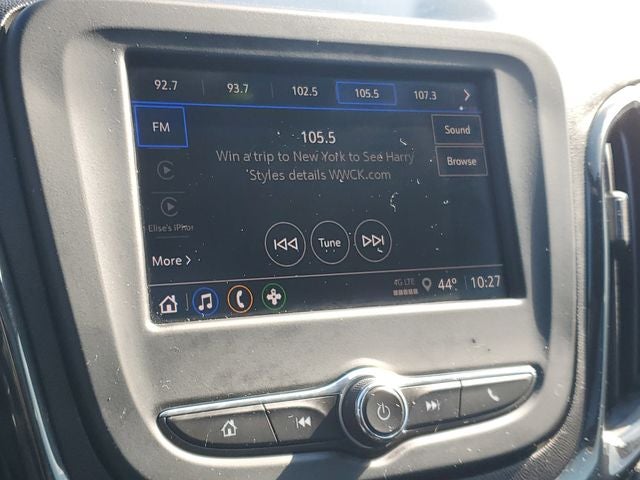 92.7 93.7 102.5 105.5 107.3
FM
105.5
Win a trip to New York to See Harry
Styles details WWCK.com
Sound
Browse
Elise's iPhor
Tune
More
4G LTE 44° 10:27